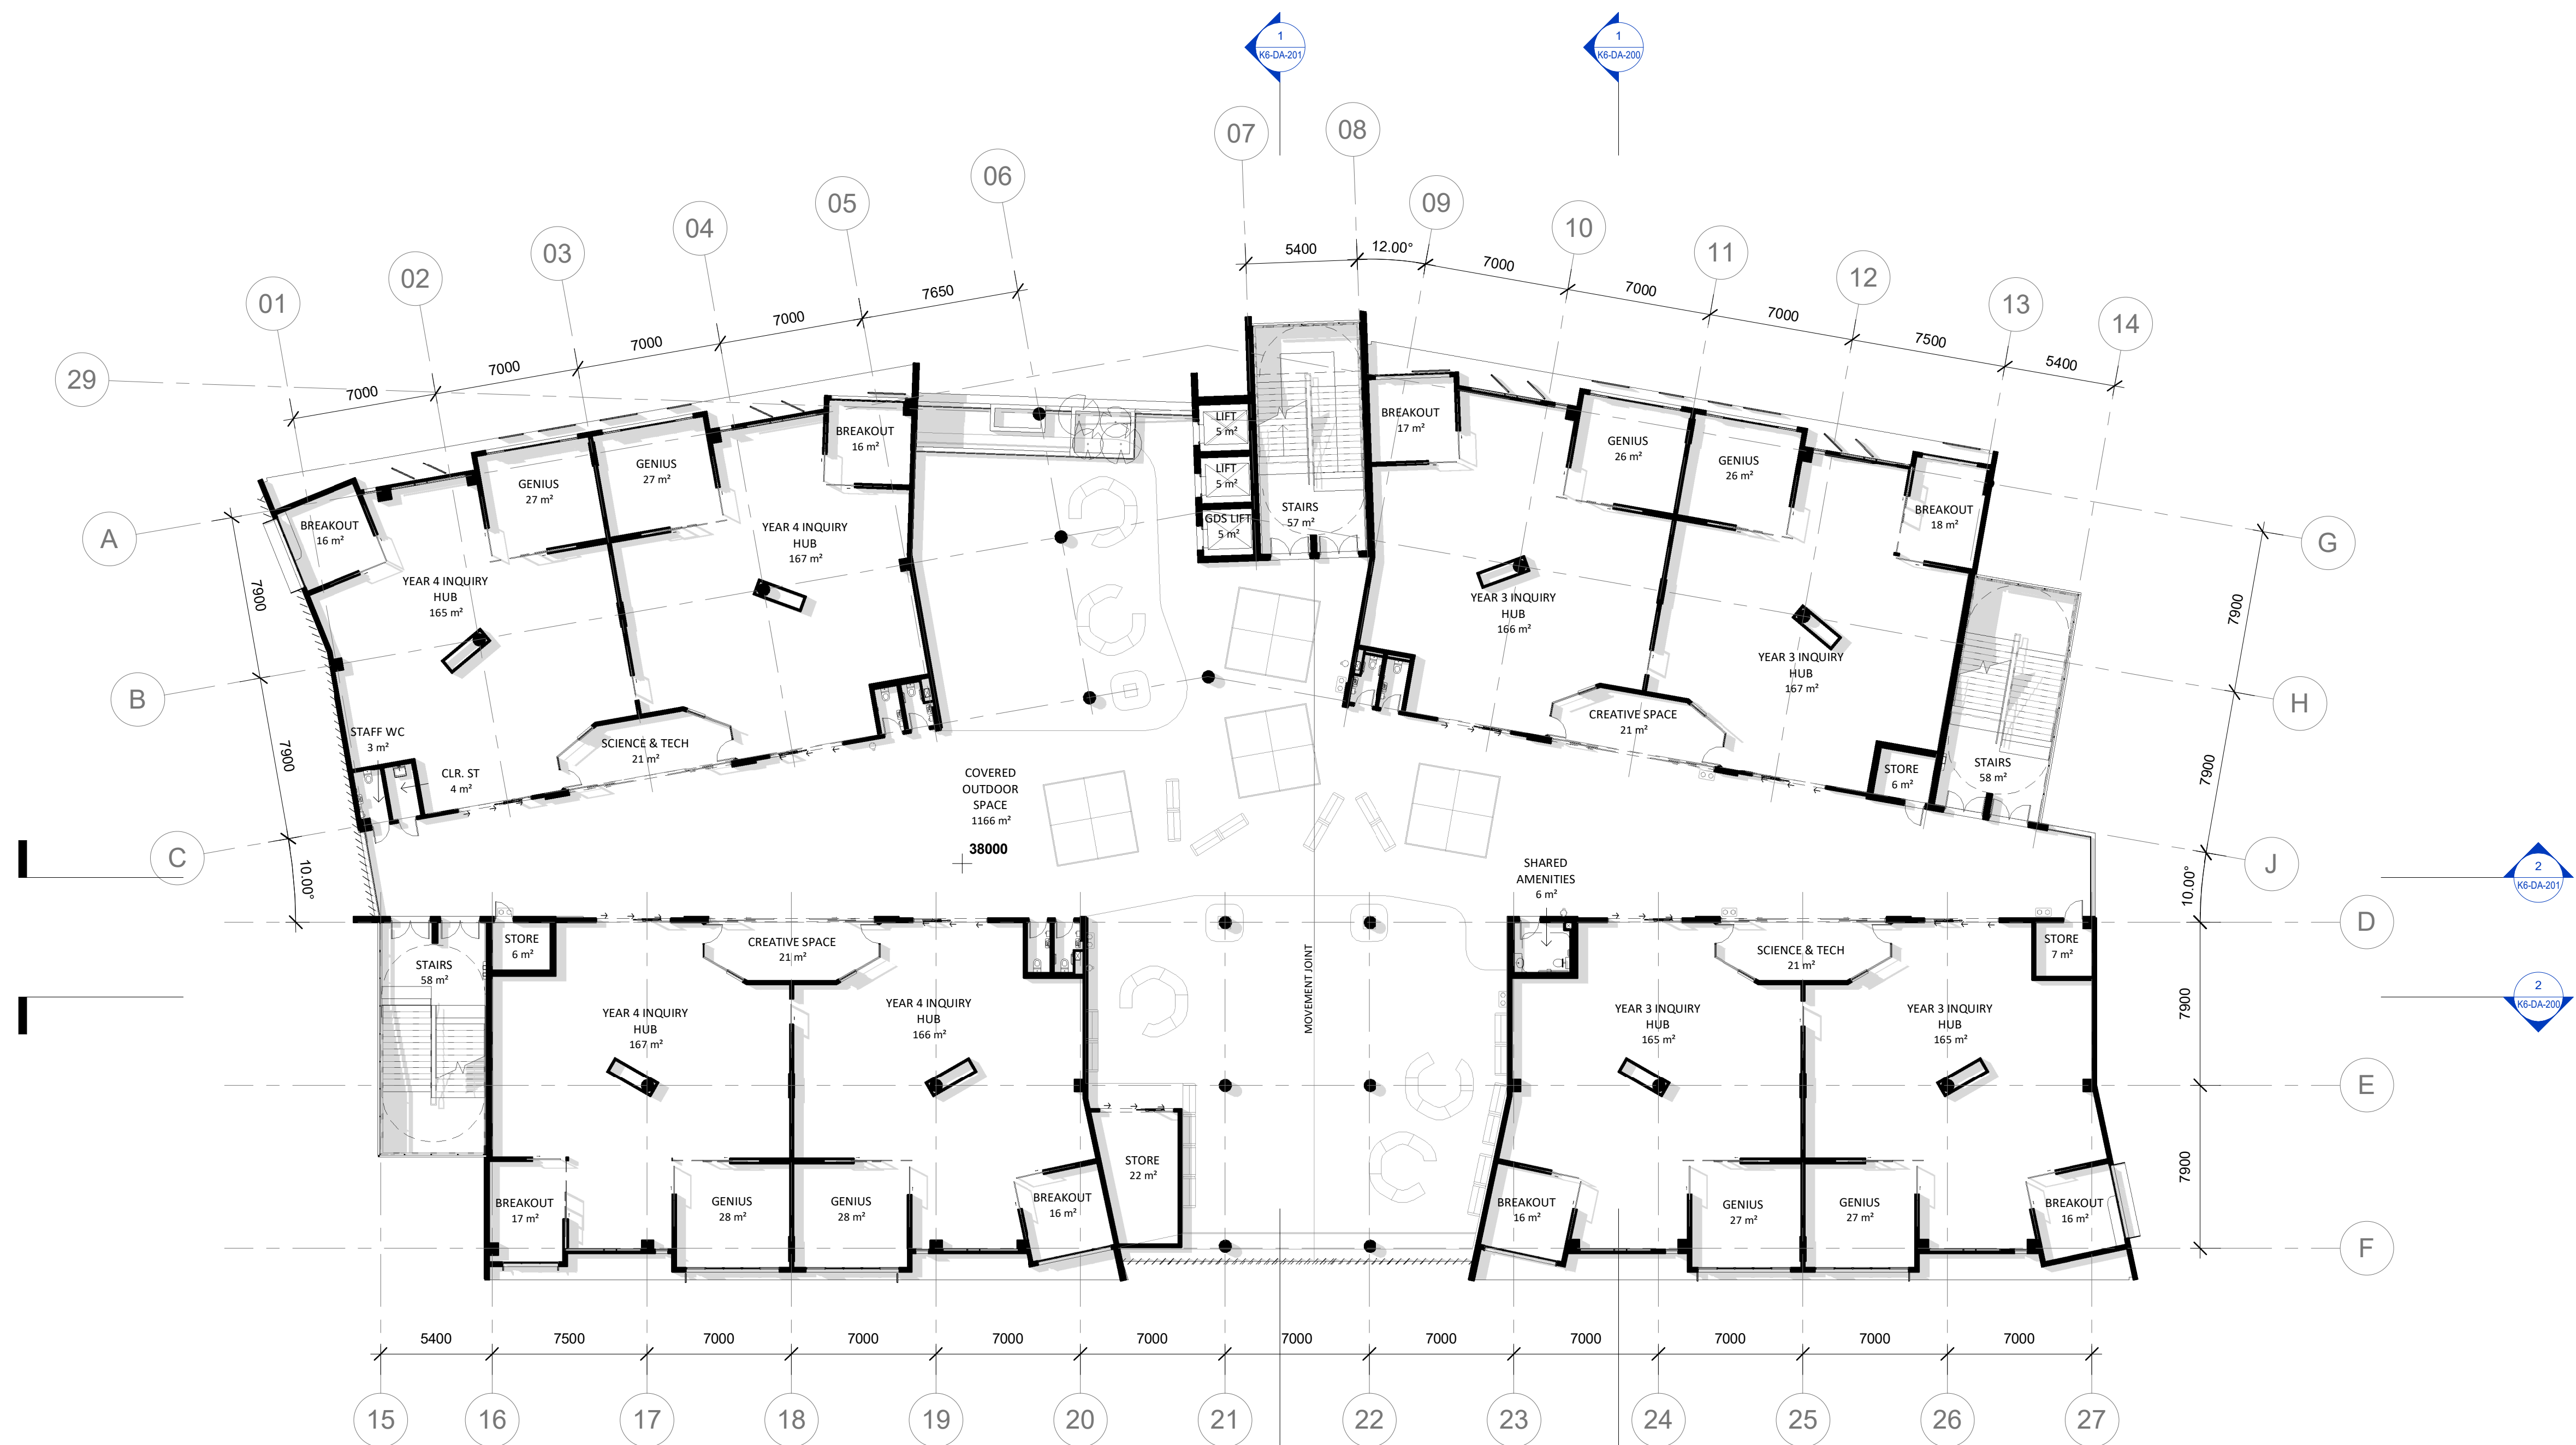 1
K6-DA-201
1
K6-DA-200
07
08
06
05
04
03
02
01
29
09
10
11
12
13
14
5400
12.00°
7000
7000
7000
7500
5400
7000
7000
7000
7000
7650
A
B
C
7900
7900
10.00°
G
H
J
D
E
F
7900
7900
10.00°
7900
7900
BREAKOUT
16 m²
GENIUS
27 m²
GENIUS
27 m²
BREAKOUT
16 m²
YEAR 4 INQUIRY
HUB
165 m²
YEAR 4 INQUIRY
HUB
167 m²
STAFF WC
3 m²
CLR. ST
4 m²
SCIENCE & TECH
21 m²
LIFT
5 m²
LIFT
5 m²
GDS LIFT
5 m²
STAIRS
57 m²
BREAKOUT
17 m²
GENIUS
26 m²
GENIUS
26 m²
BREAKOUT
18 m²
YEAR 3 INQUIRY
HUB
166 m²
YEAR 3 INQUIRY
HUB
167 m²
CREATIVE SPACE
21 m²
STORE
6 m²
STAIRS
58 m²
COVERED
OUTDOOR
SPACE
1166 m²
38000
SHARED
AMENITIES
6 m²
2
K6-DA-201
2
K6-DA-200
STAIRS
58 m²
STORE
6 m²
CREATIVE SPACE
21 m²
YEAR 4 INQUIRY
HUB
167 m²
YEAR 4 INQUIRY
HUB
166 m²
MOVEMENT JOINT
SCIENCE & TECH
21 m²
STORE
7 m²
YEAR 3 INQUIRY
HUB
165 m²
YEAR 3 INQUIRY
HUB
165 m²
BREAKOUT
17 m²
GENIUS
28 m²
GENIUS
28 m²
BREAKOUT
16 m²
STORE
22 m²
BREAKOUT
16 m²
GENIUS
27 m²
GENIUS
27 m²
BREAKOUT
16 m²
5400
7500
7000
7000
7000
7000
7000
7000
7000
7000
7000
7000
15
16
17
18
19
20
21
22
23
24
25
26
27